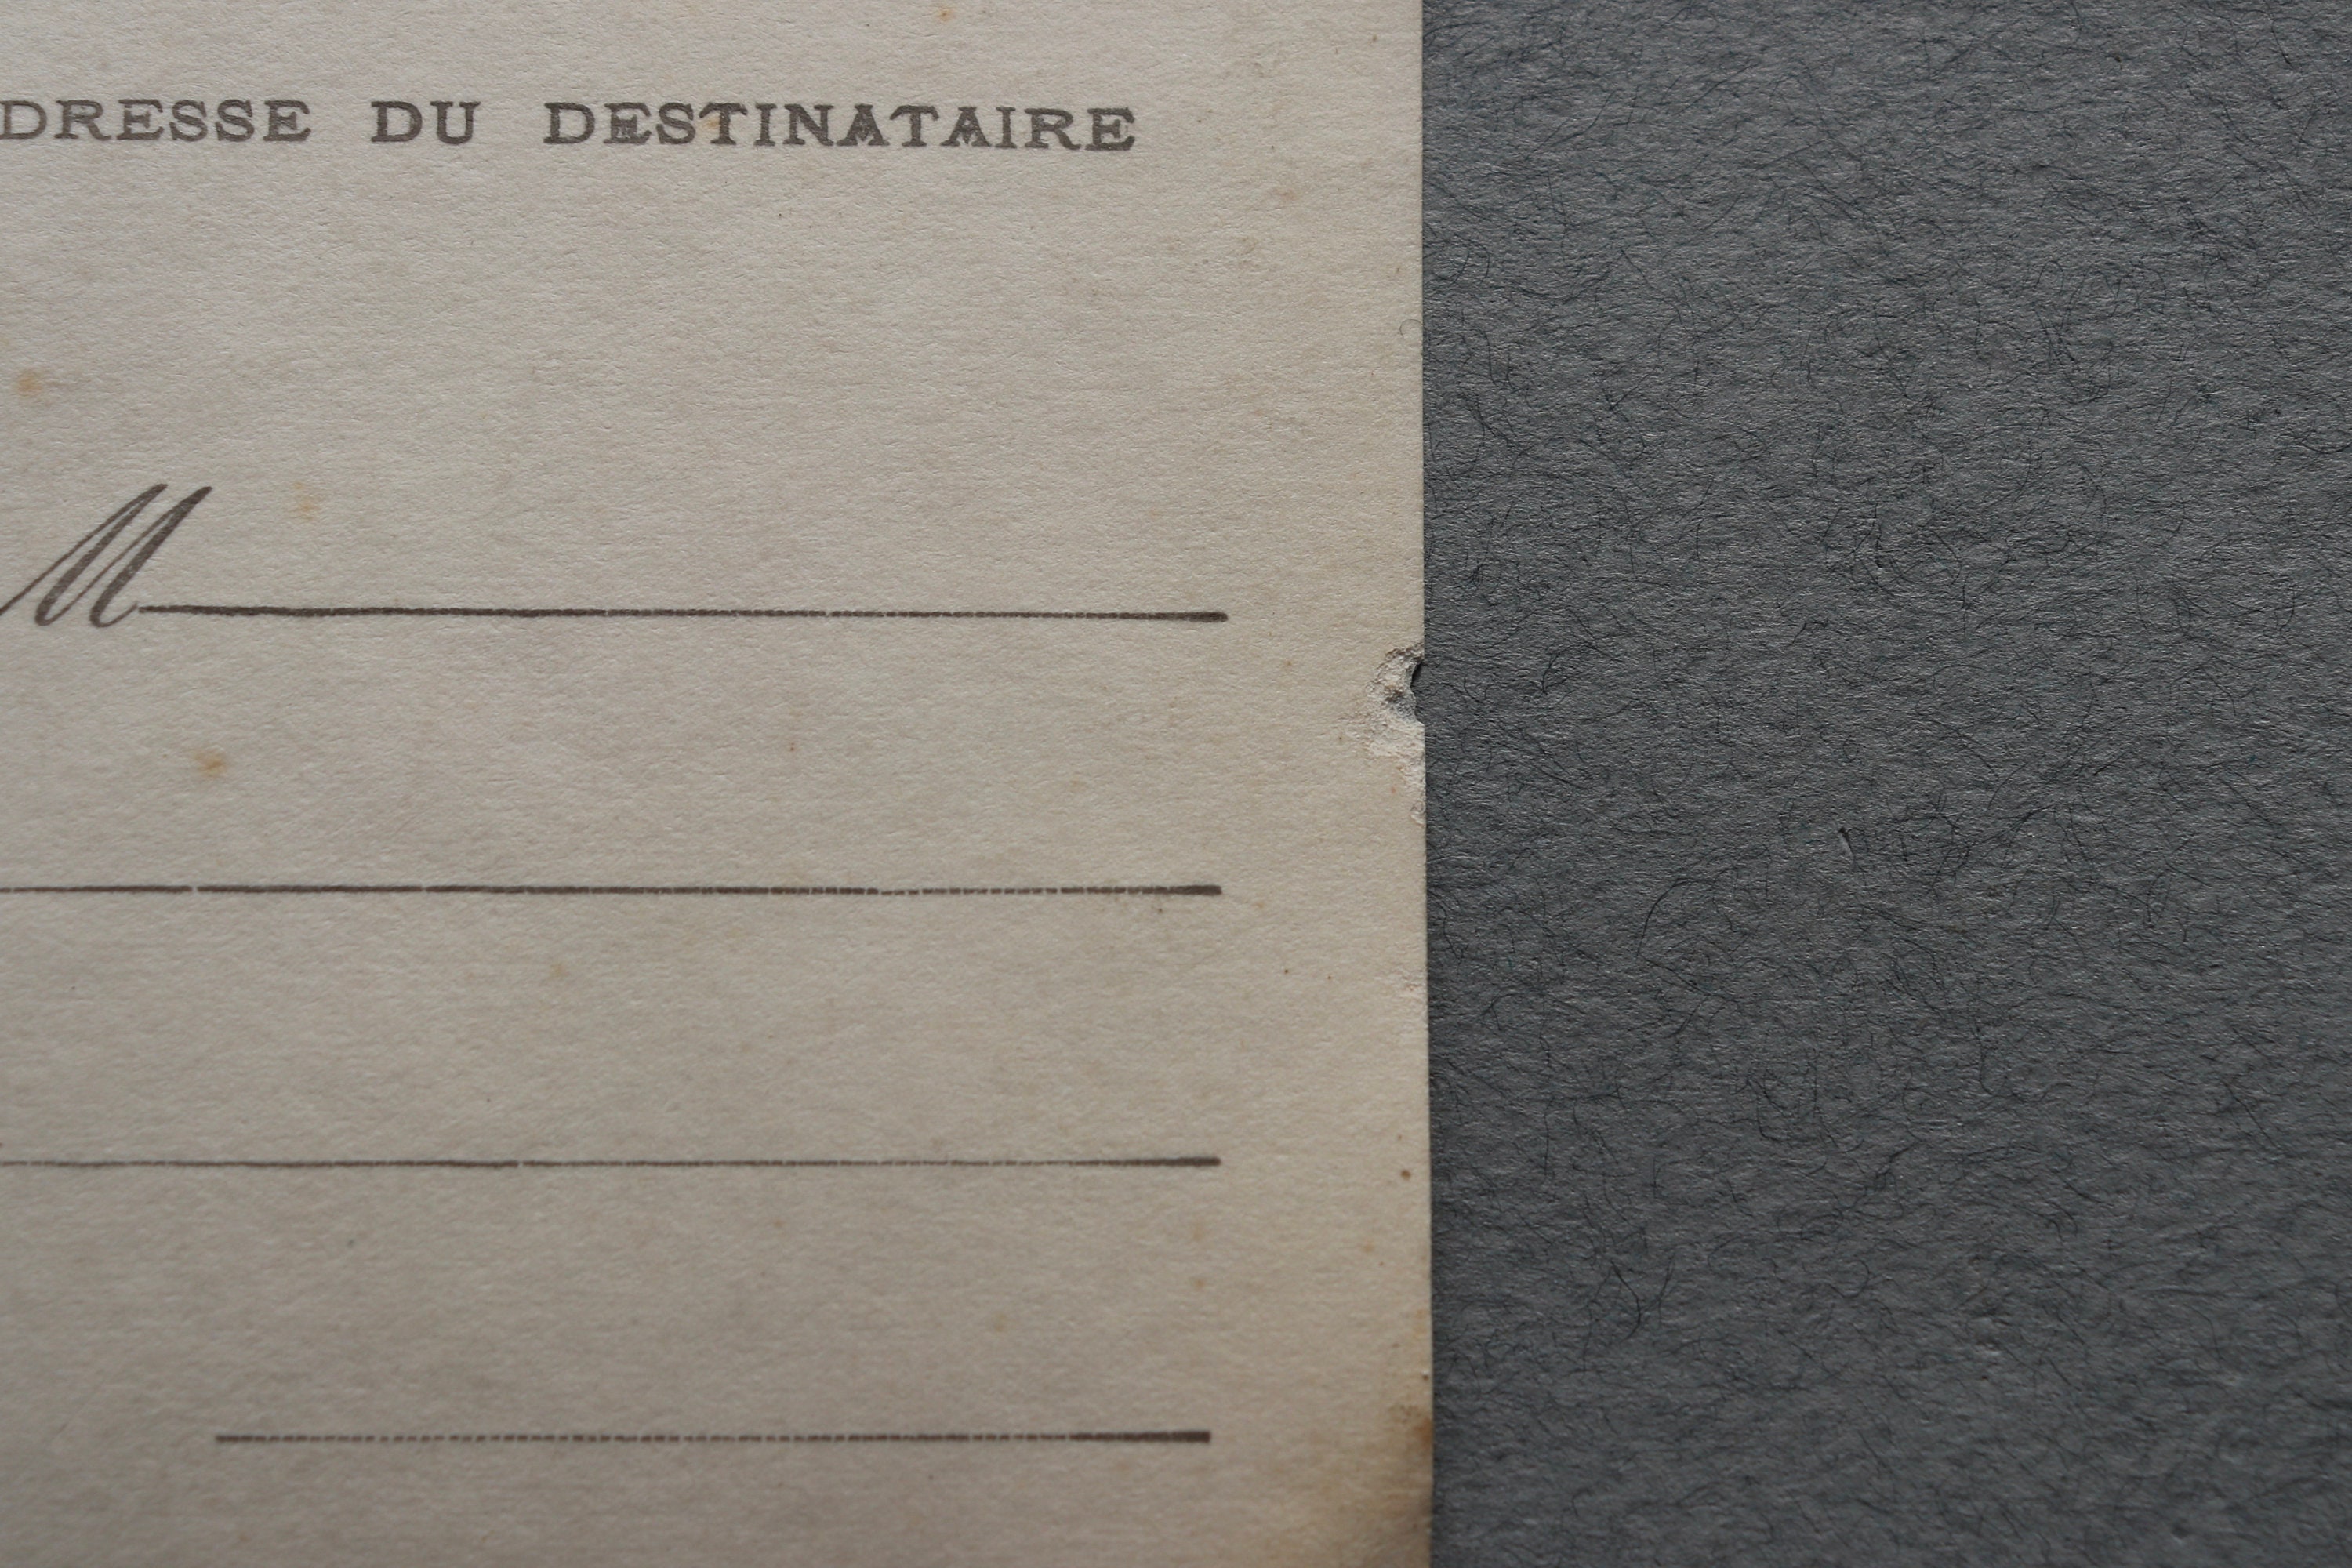 DRESSE DU DESTINATAIRE
M